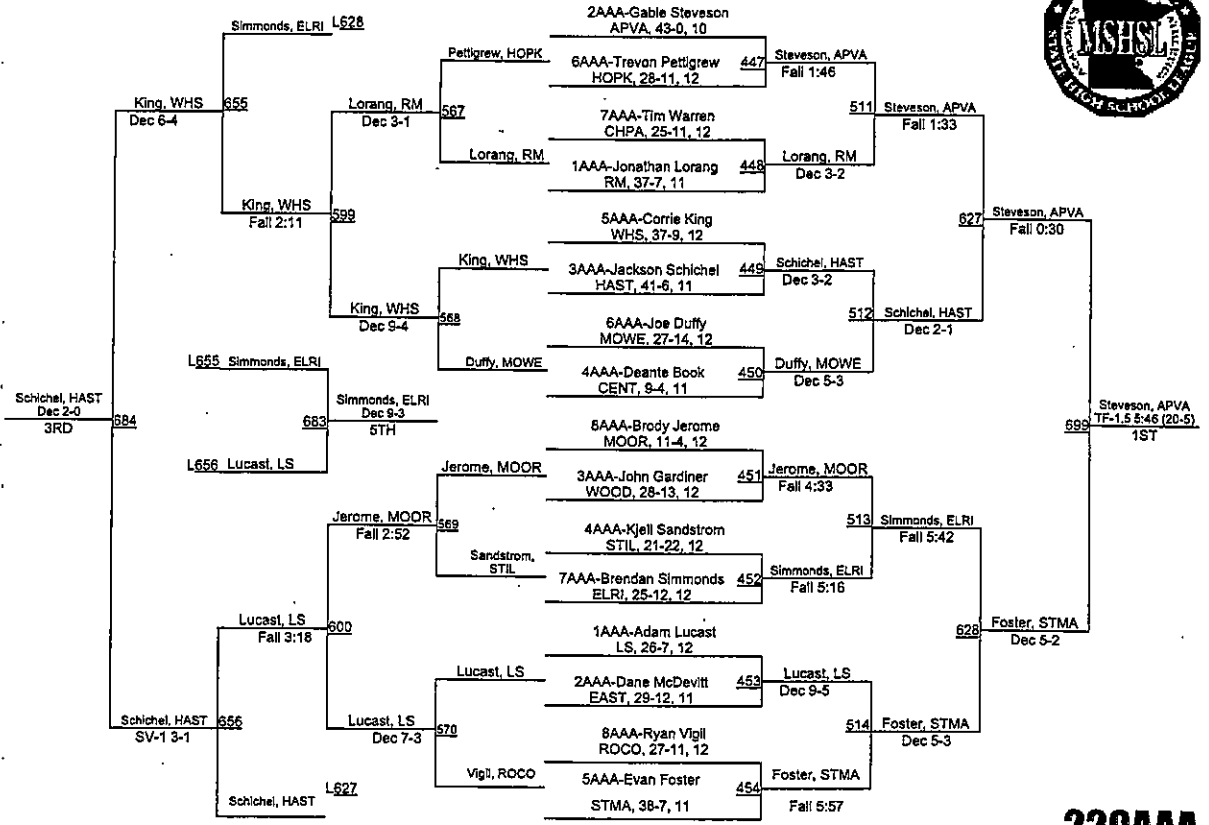 Simmonds, ELRI L628
King, WHS 655
Dec 6-4
King, WHS
Fall 2:11
599
Lorang, RM
Dec 3-1
567
Pettigrew, HOPK
Lorang, RM
King, WHS
Dec 9-4
568
King, WHS
Duffy, MOWE
L655 Simmonds, ELRI
683
Simmonds, ELRI
Dec 9-3
5TH
L656 Lucast, LS
Schichel, HAST
Dec 2-0
3RD
684
Jerome, MOOR
Fall 2:52
569
Jerome, MOOR
Sandstrom,
STIL
Lucast, LS
Fall 3:18
600
Schichel, HAST 656
SV-1 3-1
Lucast, LS
Dec 7-3
570
Lucast, LS
Vigil, ROCO
Schichel, HAST L627
2AAA-Gable Steveson
APVA, 43-0, 10
6AAA-Trevon Pettigrew
HOPK, 28-11, 12
447
7AAA-Tim Warren
CHPA, 25-11, 12
1AAA-Jonathan Lorang
RM, 37-7, 11
448
5AAA-Corrie King
WHS, 37-9, 12
3AAA-Jackson Schichel
HAST, 41-6, 11
449
6AAA-Joe Duffy
MOWE, 27-14, 12
4AAA-Deante Book
CENT, 9-4, 11
450
8AAA-Brody Jerome
MOOR, 11-4, 12
3AAA-John Gardiner
WOOD, 28-13, 12
451
4AAA-Kjell Sandstrom
STIL, 21-22, 12
7AAA-Brendan Simmonds
ELRI, 25-12, 12
452
1AAA-Adam Lucast
LS, 26-7, 12
2AAA-Dane McDevitt
EAST, 29-12, 11
453
8AAA-Ryan Vigil
ROCO, 27-11, 12
5AAA-Evan Foster
STMA, 38-7, 11
454
Steveson, APVA
Fall 1:46
Lorang, RM
Dec 3-2
511
Schichel, HAST
Dec 3-2
Duffy, MOWE
Dec 5-3
512
Jerome, MOOR
Fall 4:33
Simmonds, ELRI
Fall 5:16
513
Lucast, LS
Dec 9-5
Foster, STMA
Fall 5:57
514
Steveson, APVA
Fall 1:33
Schichel, HAST
Dec 2-1
627
Simmonds, ELRI
Fall 5:42
Foster, STMA
Dec 5-3
628
Steveson, APVA
Fall 0:30
Foster, STMA
Dec 5-2
699
Steveson, APVA
TF-1.5 5:46 (20-5)
1ST
MSHSL
STATE HIGH SCHOOL LEAGUE